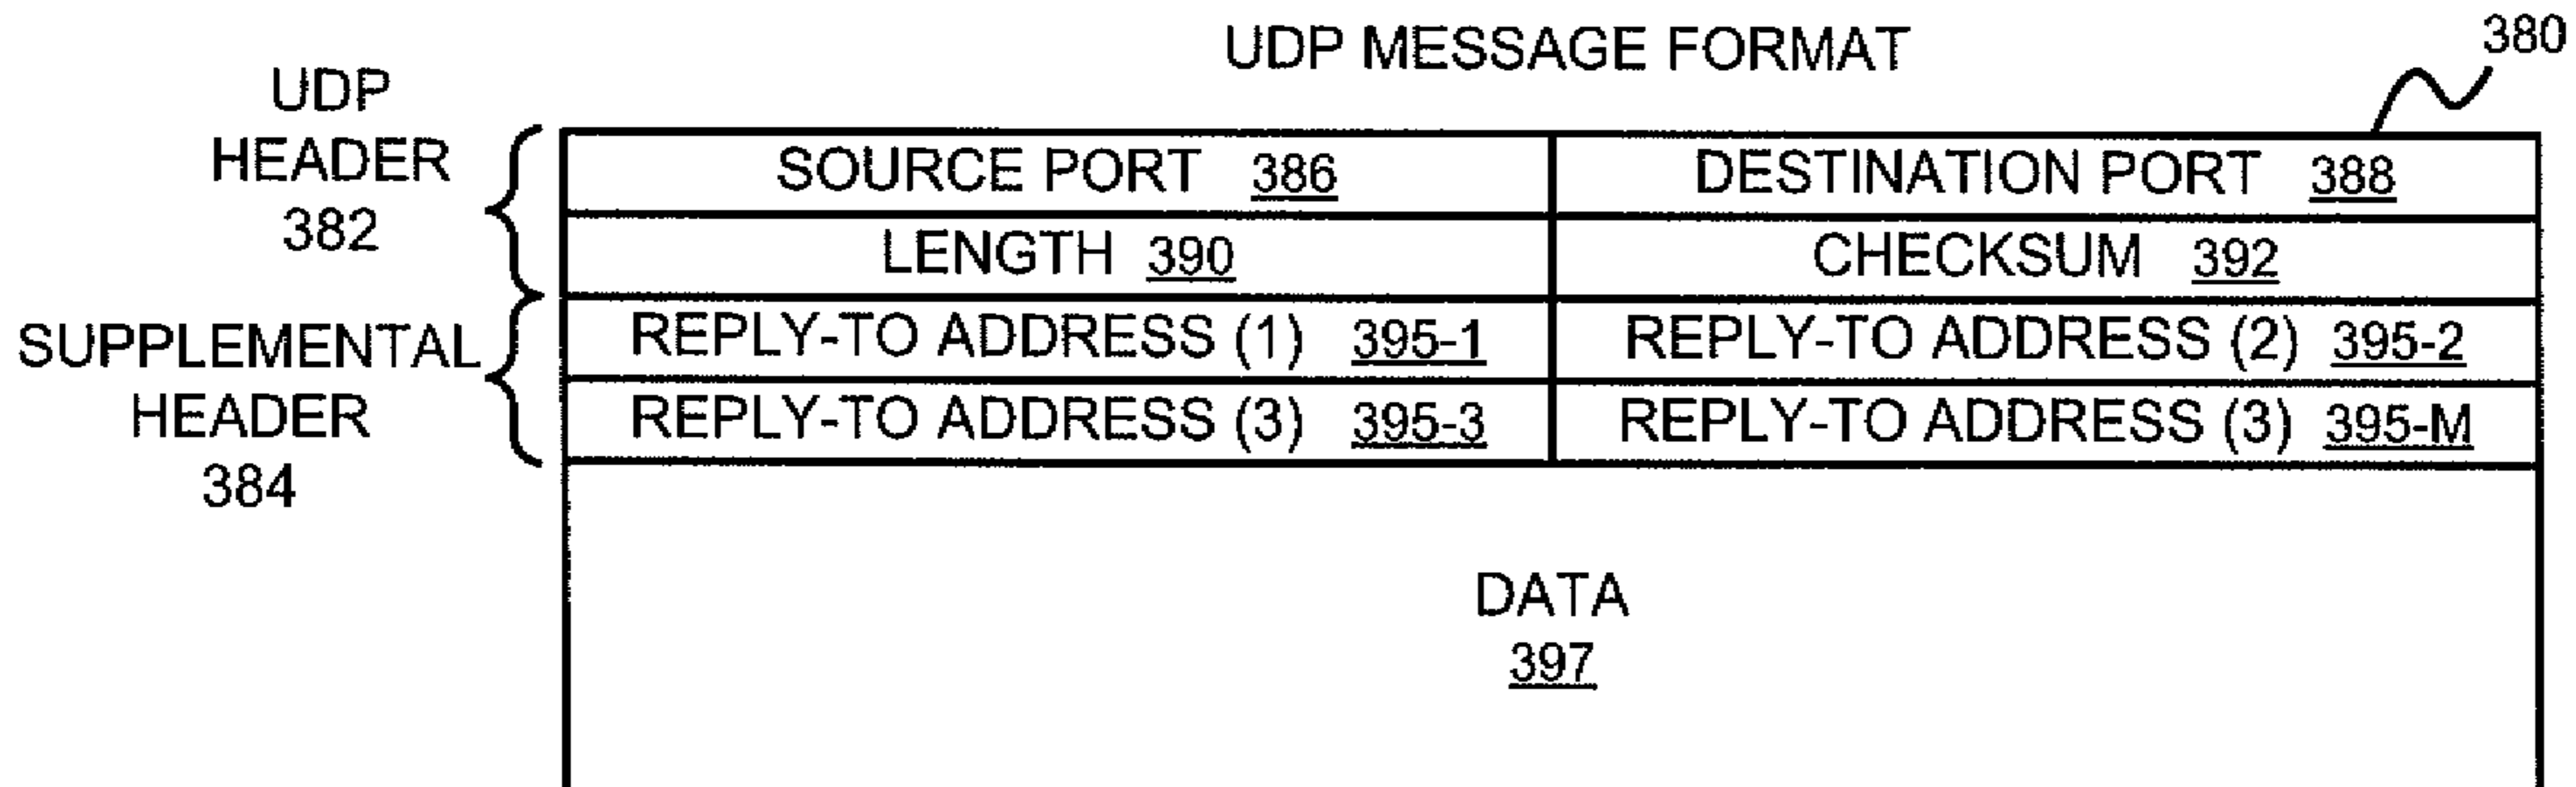 UDP MESSAGE FORMAT
380
UDP
HEADER
382
SOURCE PORT 386
DESTINATION PORT 388
LENGTH 390
CHECKSUM 392
SUPPLEMENTAL
HEADER
384
REPLY-TO ADDRESS (1) 395-1
REPLY-TO ADDRESS (2) 395-2
REPLY-TO ADDRESS (3) 395-3
REPLY-TO ADDRESS (3) 395-M
DATA
397